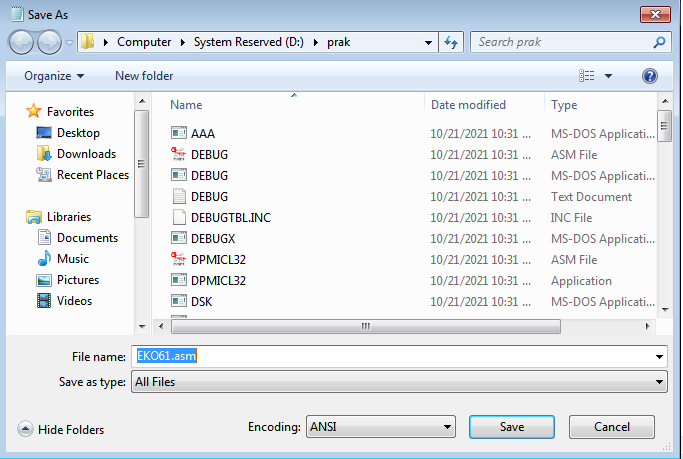 Save As
Computer System Reserved (D:) prak Search prak
Organize New folder
Favorites
Desktop
Downloads
Recent Places
Libraries
Documents
Music
Pictures
Videos
Name Date modified Type
AAA 10/21/2021 10:31 ... MS-DOS Applicati...
DEBUG 10/21/2021 10:31 ... ASM File
DEBUG 10/21/2021 10:31 ... MS-DOS Applicati...
DEBUG 10/21/2021 10:31 ... Text Document
DEBUGTBL.INC 10/21/2021 10:31 ... INC File
DEBUGX 10/21/2021 10:31 ... MS-DOS Applicati...
DPMICL32 10/21/2021 10:31 ... ASM File
DPMICL32 10/21/2021 10:31 ... Application
DSK 10/21/2021 10:31 ... MS-DOS Applicati...
File name: EKO61.asm
Save as type: All Files
Hide Folders Encoding: ANSI Save Cancel